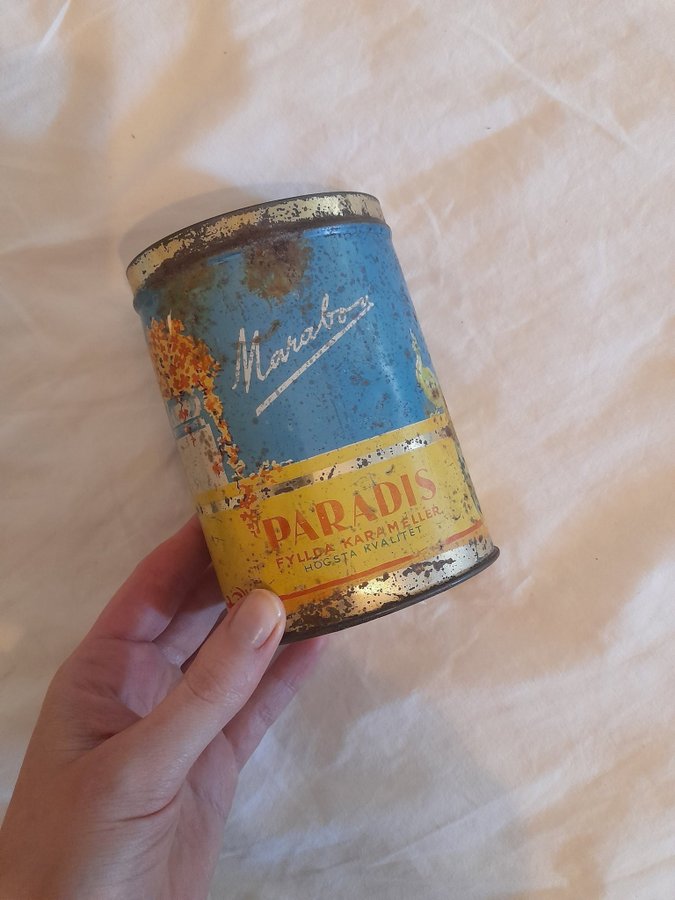 Marabou
PARADIS
FYLLDA KARAMELLER
HÖGSTA KVALITET